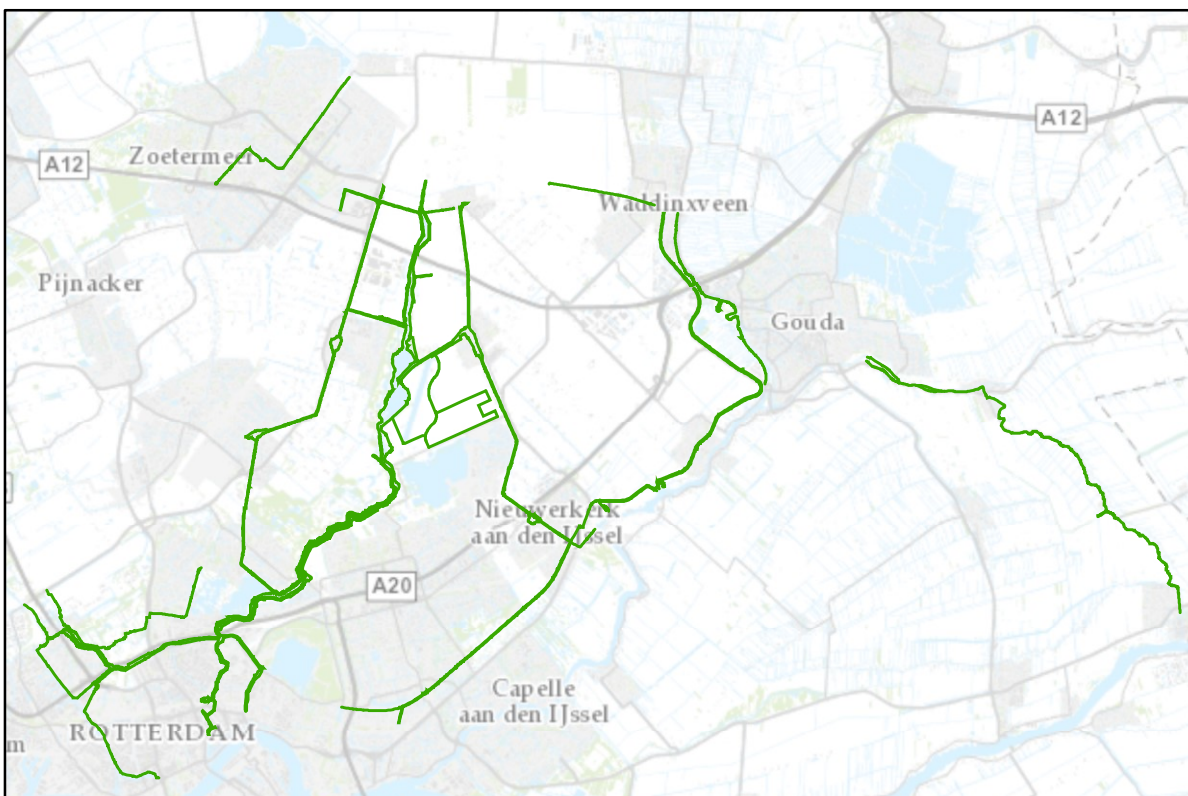 A12
Zoetermeer
A12
Waddinxveen
Pijnacker
Gouda
Nieuwerkerk
aan den IJssel
A20
Capelle
aan den IJssel
ROTTERDAM
m